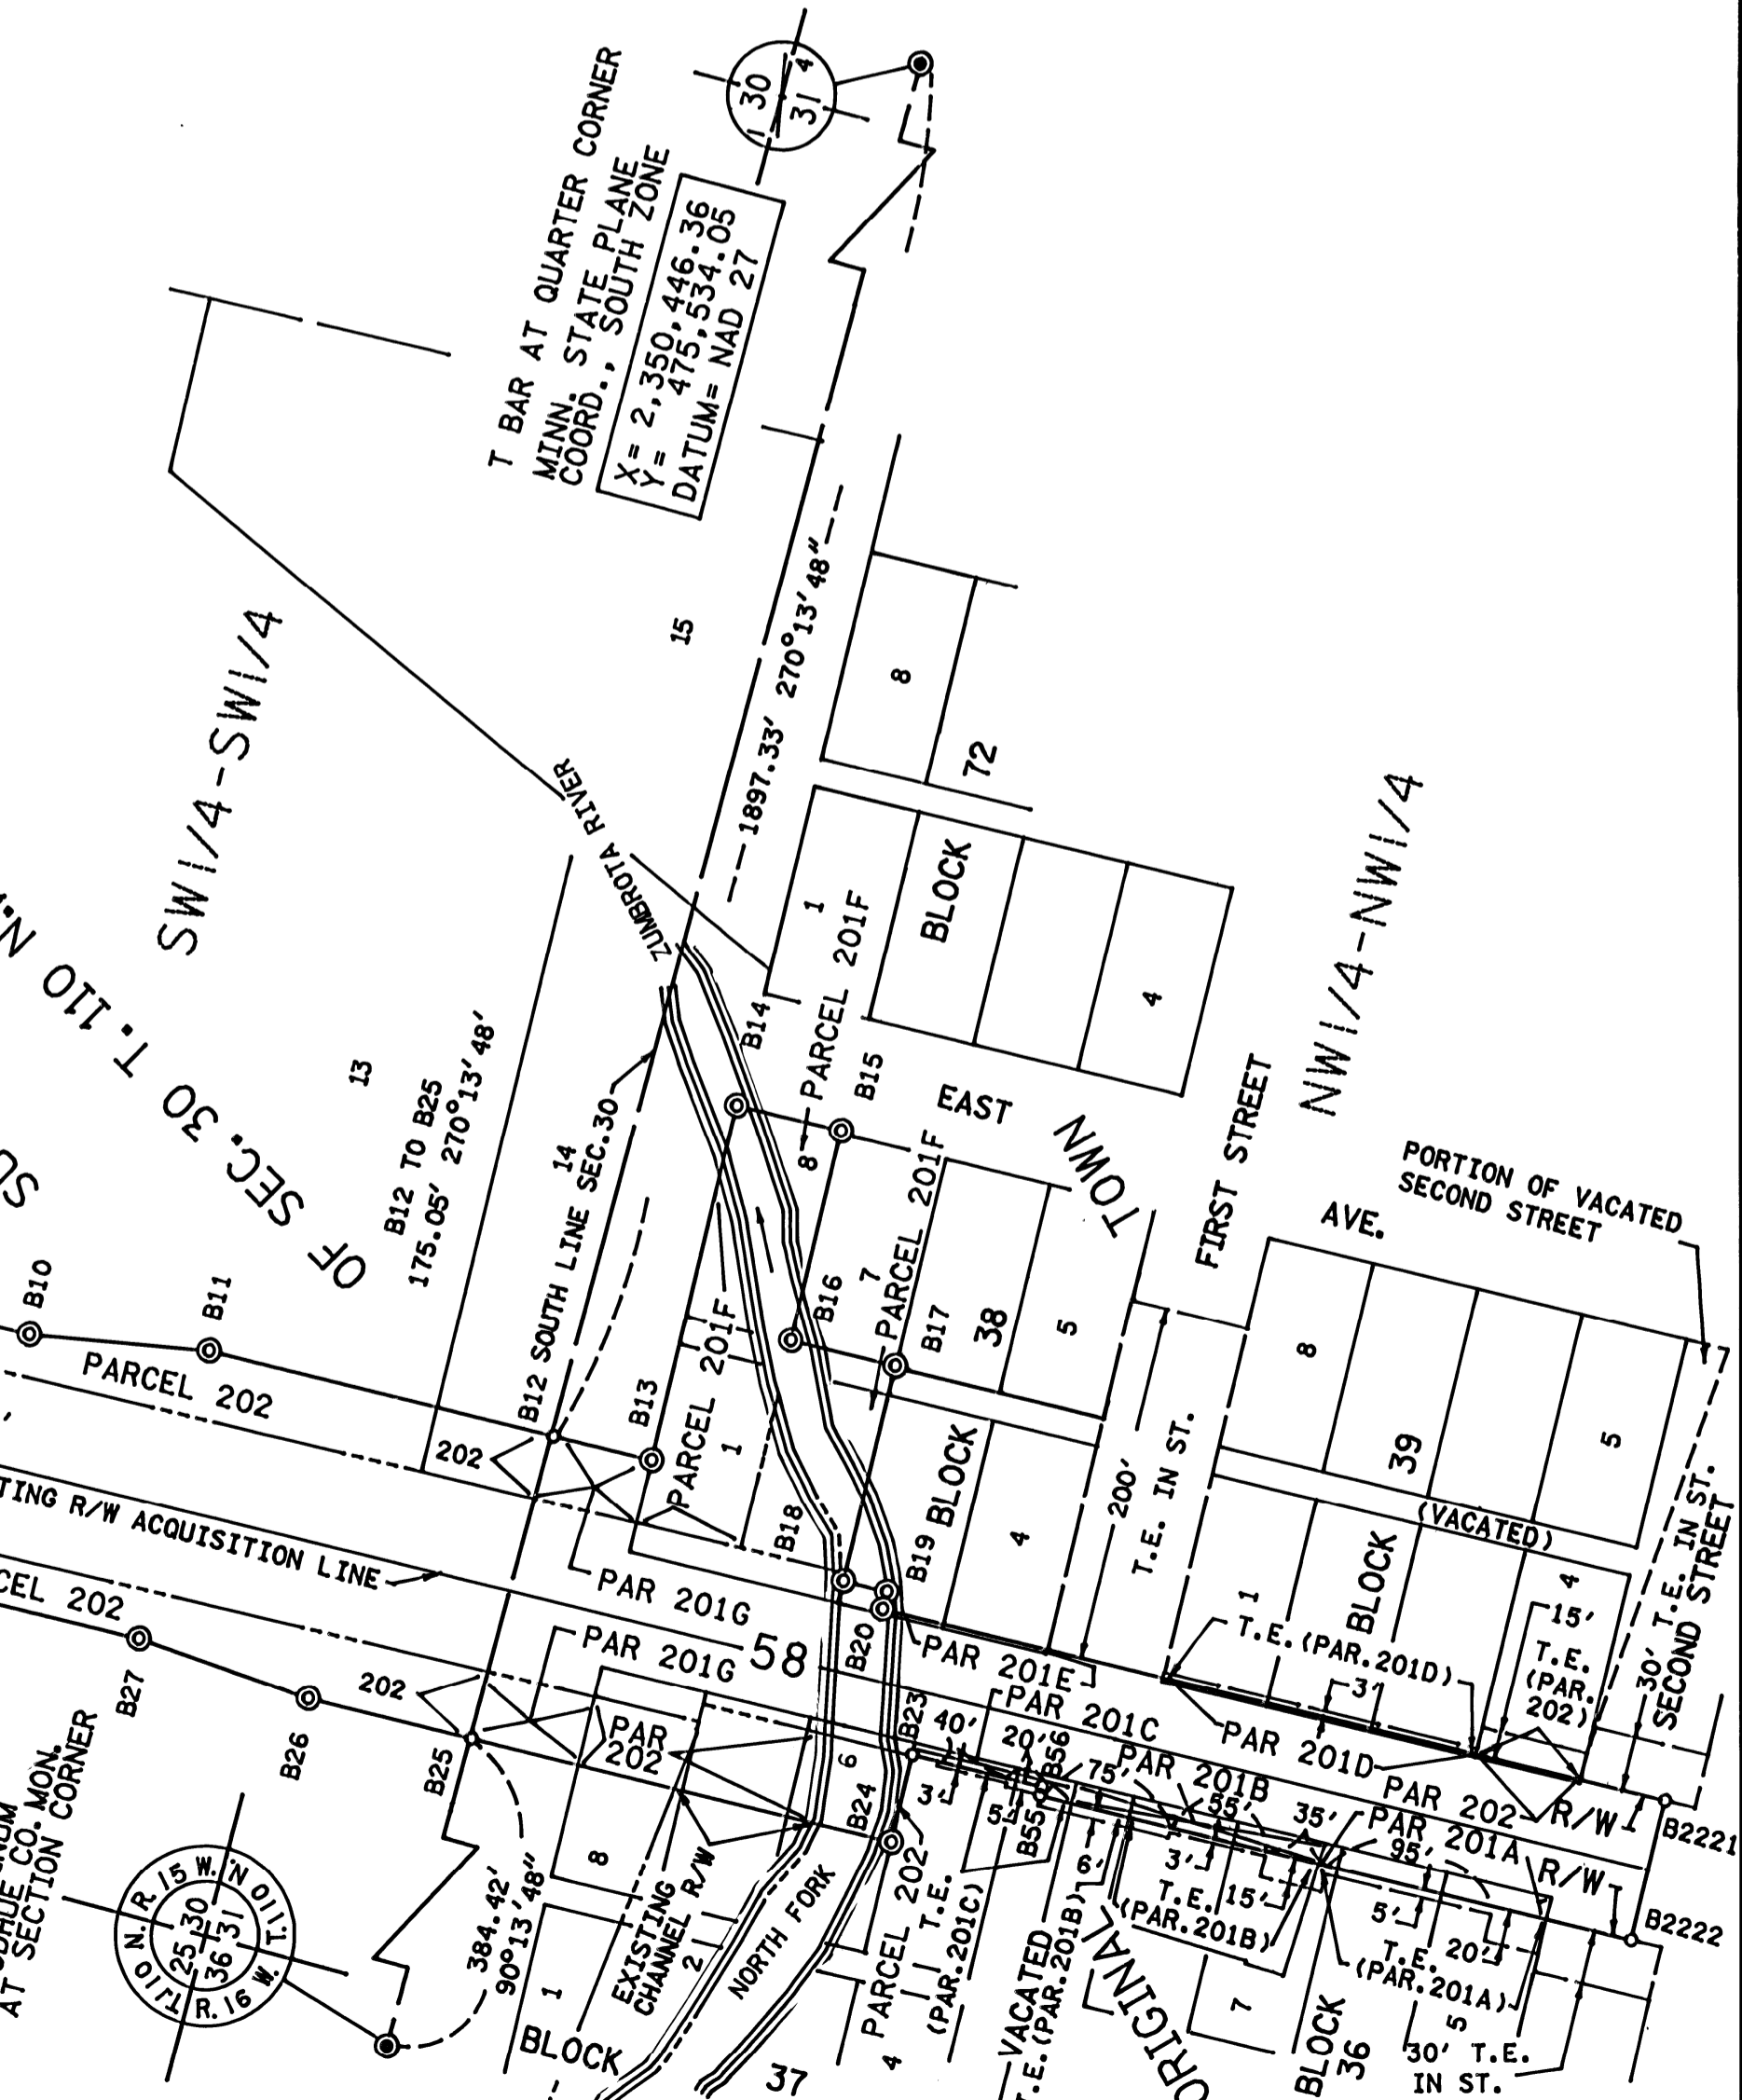 T BAR AT QUARTER CORNER
MINN. STATE PLANE
COORD., SOUTH ZONE
X= 2,350,446.36
Y= 475,534.05
DATUM= NAD 27
1 30
31 4
SW1/4-SW1/4
OF SEC. 30 T. 110 N.,
15
13
14
ZUMBROTA RIVER
1897.33' 270°13'48"
B12 TO B25
175.05' 270°13'48'
SOUTH LINE SEC.30
8
72
BLOCK
1
PARCEL 201F
4
NW1/4-NW1/4
EAST
AVE.
TOWN
FIRST STREET
PORTION OF VACATED
SECOND STREET
B10
B11
B12
B13
B14
B15
B16
B17
B18
B19
B20
B23
B24
B25
B26
B27
B55
B56
B2221
B2222
PARCEL 202
202
8
PARCEL 201F
7
PARCEL 201F
1
38
BLOCK
5
4
200'
T.E. IN ST.
8
39
5
(VACATED)
BLOCK
1
4
T.E.(PAR.201D)
3'
15'
T.E.
(PAR.
202)
30' T.E. IN ST.
SECOND STREET
TING R/W ACQUISITION LINE
CEL 202
202
PAR 201G
PAR 201G
58
PAR 201E
PAR 201C
PAR 201D
PAR 201B
PAR 202
PAR 201A
R/W
R/W
PAR
202
6
40'
20'
3'
5'
75'
55'
35'
95'
6'
3'
15'
5'
20'
T.E.
(PAR.201B)
T.E.
(PAR.201A)
5
30' T.E.
IN ST.
7
BLOCK
36
ORIGINAL
VACATED
T.E.(PAR.201B)
T.E.
(PAR.201C)
PARCEL 202
4
37
BLOCK
1
2
8
EXISTING
CHANNEL R/W
NORTH FORK
384.42'
90°13'48"
R. 15 W.
T.110 N.
R. 16 W.
T.110 N.
25 30
36 31
CO. MON.
AT SECTION CORNER